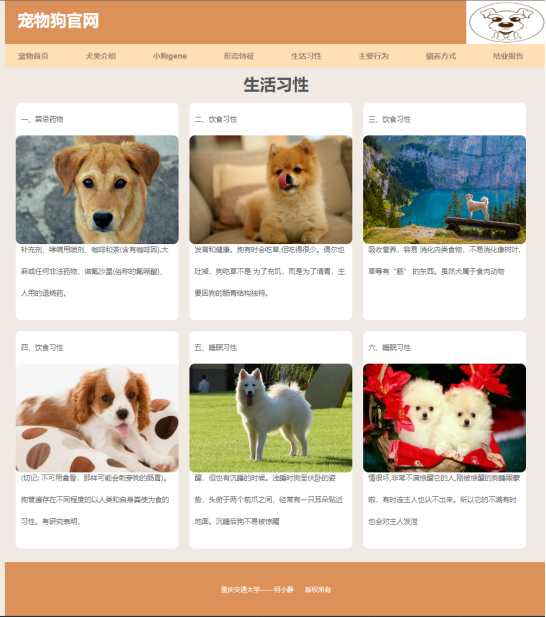 宠物狗官网
宠物首页 犬类介绍 小狗gene 形态特征 生活习性 主要行为 驯养方式 结业报告
生活习性
一、禁忌药物
补充剂、哮喘用喷剂、咖啡和茶(含有咖啡因).大
麻或任何非法药物、诺氟沙星(俗称的氟哌酸)、
人用的退烧药。
二、饮食习性
发育和健康。狗有时会吃草,但吃得很少。偶尔也
吐掉，狗吃草不是 为了充饥，而是为了清胃，主
要因狗的肠胃结构独特。
三、饮食习性
吸收营养、容易 消化肉类食物，不易消化像树叶,
草等有“筋” 的东西。虽然犬属于食肉动物
四、饮食习性
(切记: 不可用禽骨，那样可能会刺穿狗的肠胃)。
狗普遍存在不同程度的以人类和自身粪便为食的
习性。有研究表明,
五、睡眠习性
醒，但也有沉睡的时候。浅睡时狗呈伏卧的姿
势，头俯于两个前爪之间，经常有一只耳朵贴近
地面。沉睡后狗不易被惊醒
六、睡眠习性
情很坏,非常不满惊醒它的人,刚被惊醒的狗睡眼朦
胧，有时连主人也认不出来。所以它的不满有时
也会对主人发泄
重庆交通大学——何小静 版权所有